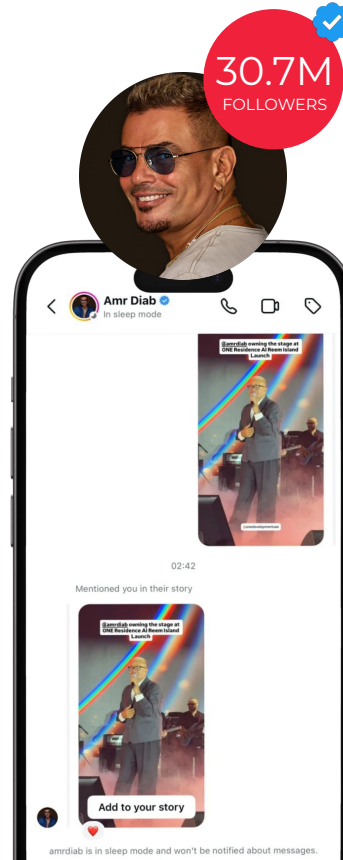 30.7M
FOLLOWERS
Amr Diab
In sleep mode
@amrdiab owning the stage at
ONE Residence Al Reem Island
Launch
02:42
Mentioned you in their story
@amrdiab owning the stage at
ONE Residence Al Reem Island
Launch
Add to your story
amrdiab is in sleep mode and won't be notified about messages.